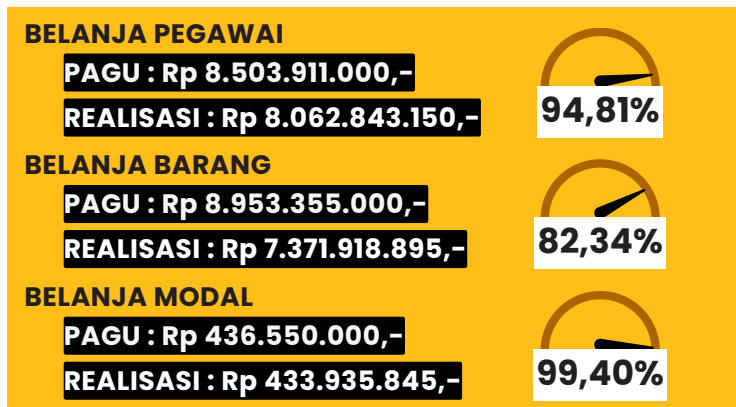 BELANJA PEGAWAI
PAGU : Rp 8.503.911.000,-
REALISASI : Rp 8.062.843.150,-
94,81%
BELANJA BARANG
PAGU : Rp 8.953.355.000,-
REALISASI : Rp 7.371.918.895,-
82,34%
BELANJA MODAL
PAGU : Rp 436.550.000,-
REALISASI : Rp 433.935.845,-
99,40%